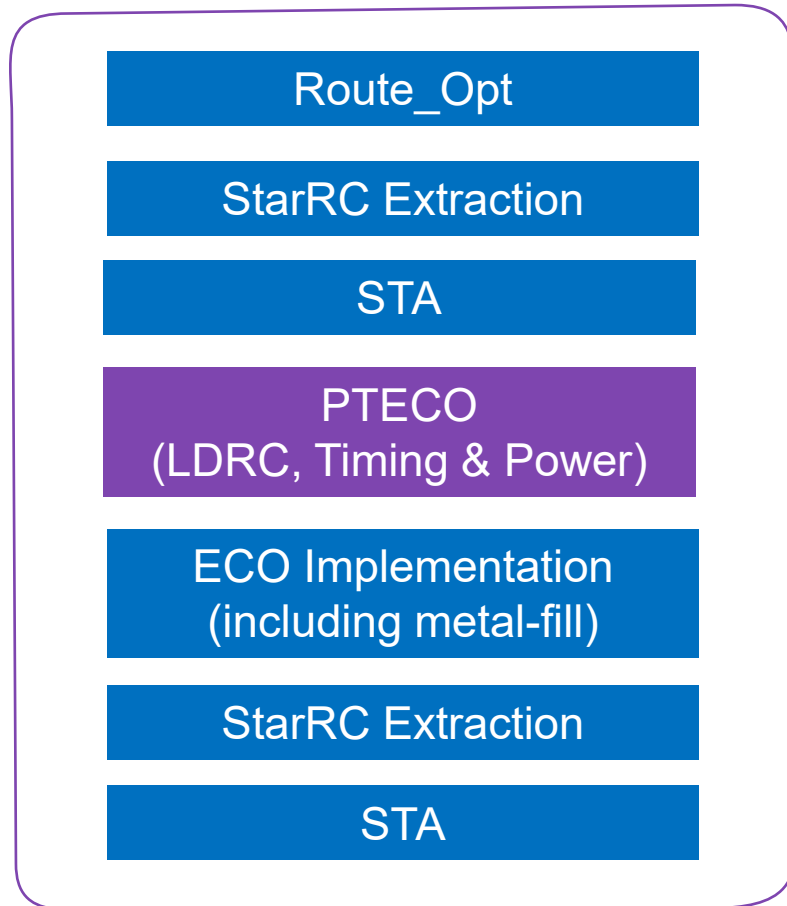 Route_Opt
StarRC Extraction
STA
PTECO
(LDRC, Timing & Power)
ECO Implementation
(including metal-fill)
StarRC Extraction
STA